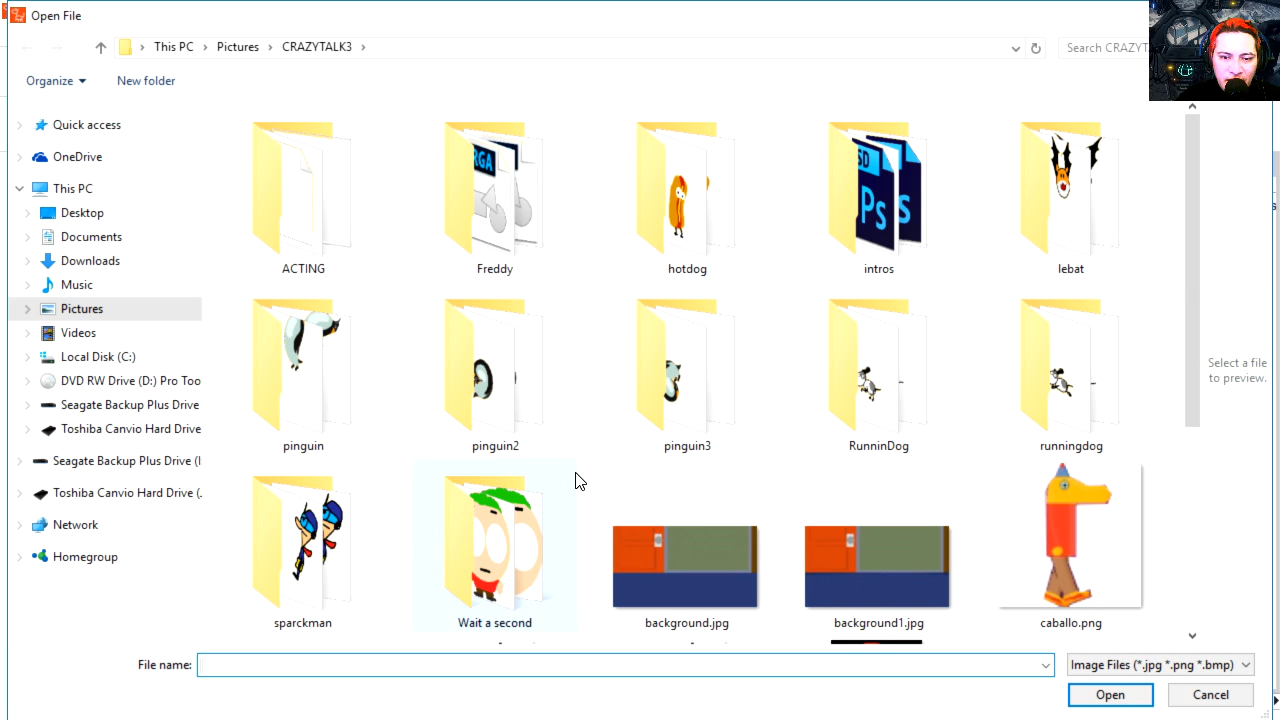 Open File
This PC
Pictures
CRAZYTALK3
Search CRAZYT
Organize
New folder
Quick access
OneDrive
This PC
Desktop
Documents
Downloads
Music
Pictures
Videos
Local Disk (C:)
DVD RW Drive (D:) Pro Too
Seagate Backup Plus Drive
Toshiba Canvio Hard Drive
Seagate Backup Plus Drive (I
Toshiba Canvio Hard Drive (.
Network
Homegroup
RGA
SD
Ps
s
ACTING
Freddy
hotdog
intros
lebat
pinguin
pinguin2
pinguin3
RunninDog
runningdog
sparckman
Wait a second
background.jpg
background1.jpg
caballo.png
Select a file
to preview.
File name:
Image Files (*.jpg *.png *.bmp)
Open
Cancel